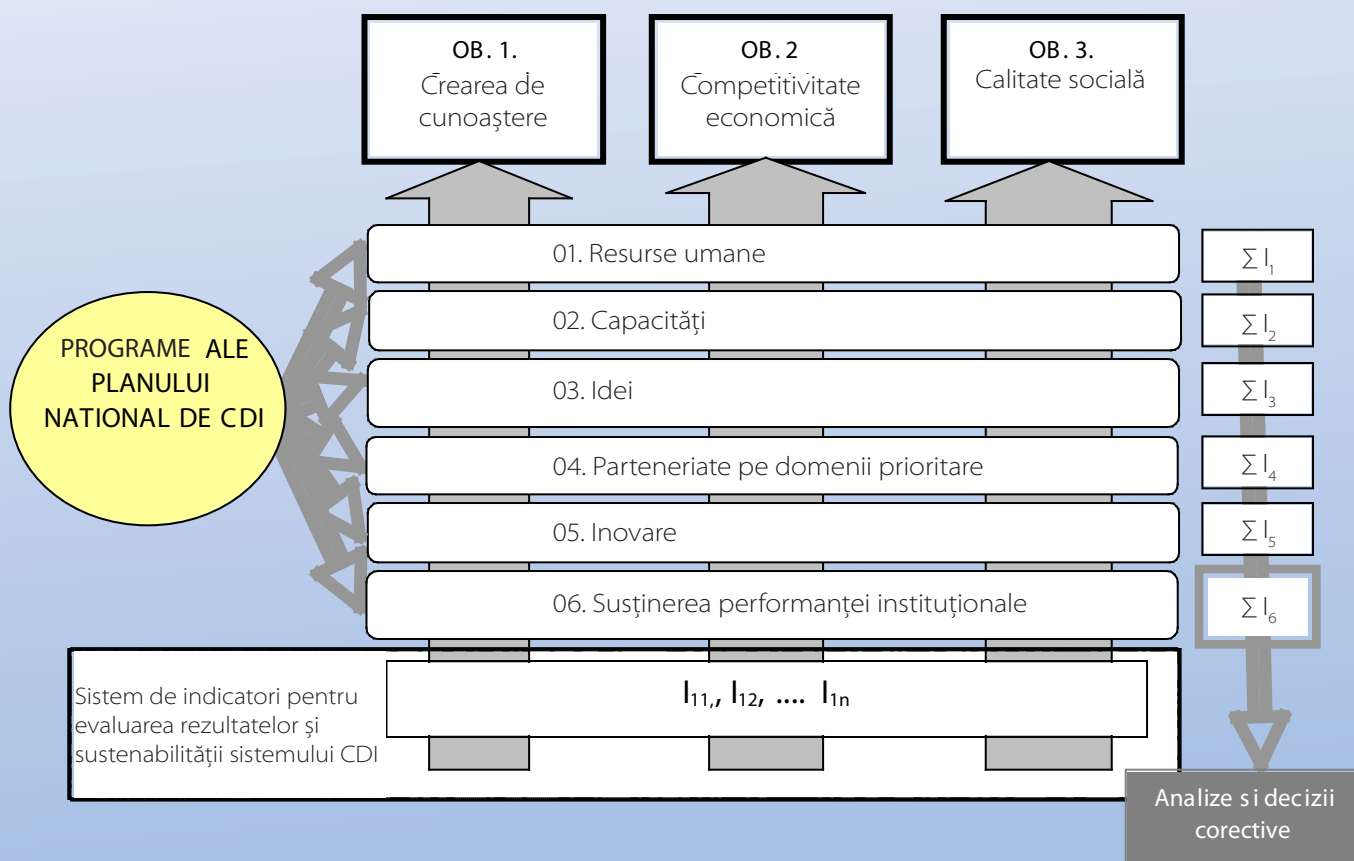 OB. 1.
Crearea de
cunoaștere
OB. 2
Competitivitate
economică
OB. 3.
Calitate socială
PROGRAME ALE
PLANULUI
NATIONAL DE CDI
01. Resurse umane
∑ I₁
02. Capacități
∑ I₂
03. Idei
∑ I₃
04. Parteneriate pe domenii prioritare
∑ I₄
05. Inovare
∑ I₅
06. Susținerea performanței instituționale
∑ I₆
Sistem de indicatori pentru
evaluarea rezultatelor și
sustenabilității sistemului CDI
I₁₁,, I₁₂, .... I₁ₙ
Analize si decizii
corective